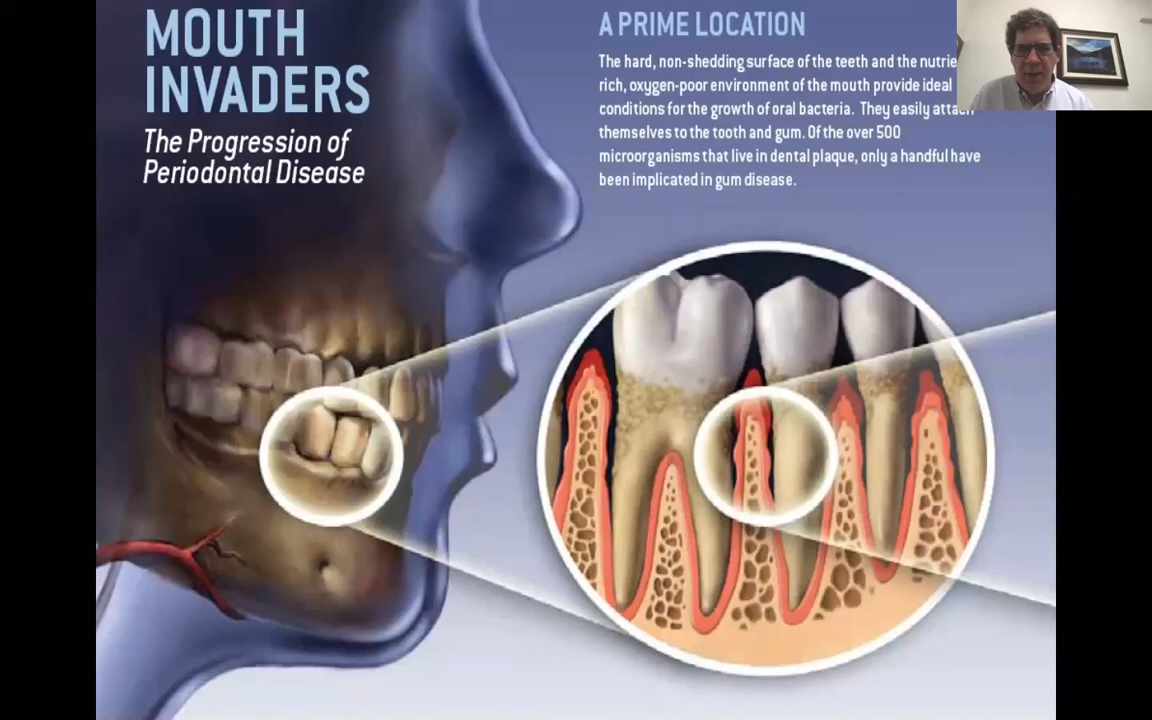 MOUTH
INVADERS
The Progression of
Periodontal Disease
A PRIME LOCATION
The hard, non-shedding surface of the teeth and the
rich, oxygen-poor environment of the mouth provide ideal
conditions for the growth of oral bacteria. They easily attach
themselves to the tooth and gum. Of the over 500
microorganisms that live in dental plaque, only a handful have
been implicated in gum disease.